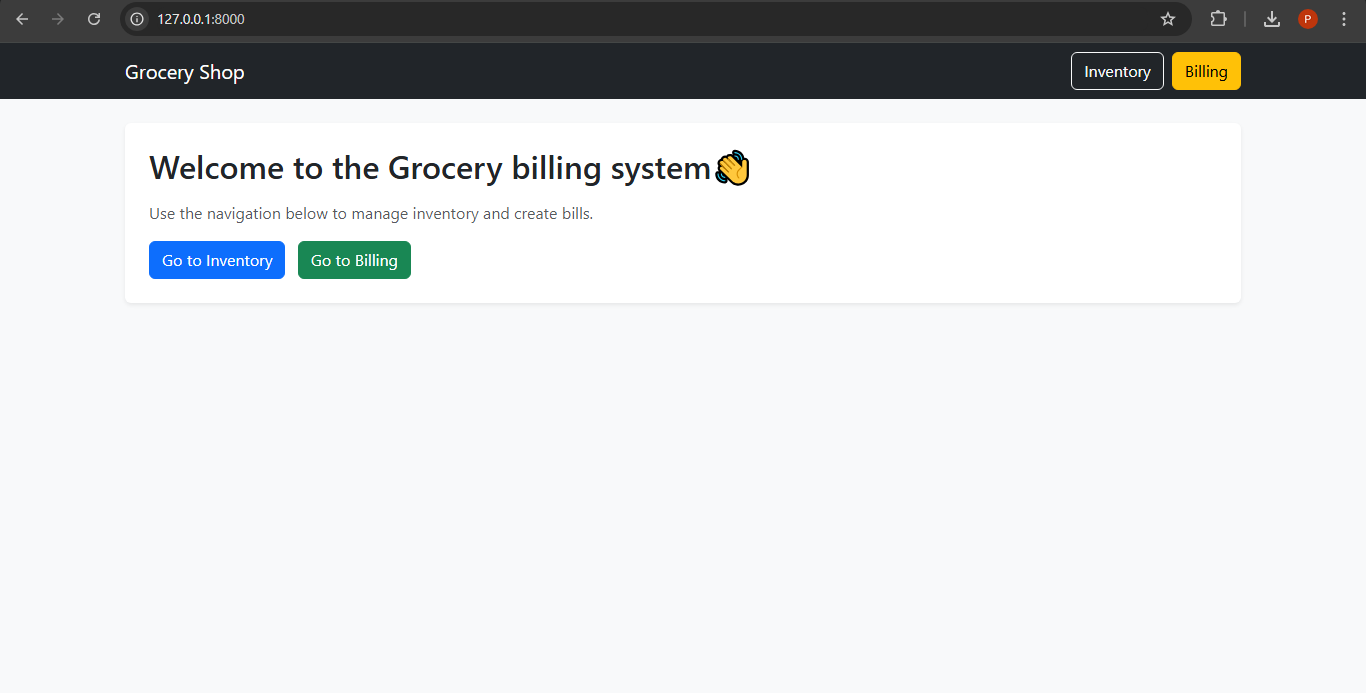 127.0.0.1:8000
P
Grocery Shop
Inventory
Billing
Welcome to the Grocery billing system👋
Use the navigation below to manage inventory and create bills.
Go to Inventory
Go to Billing